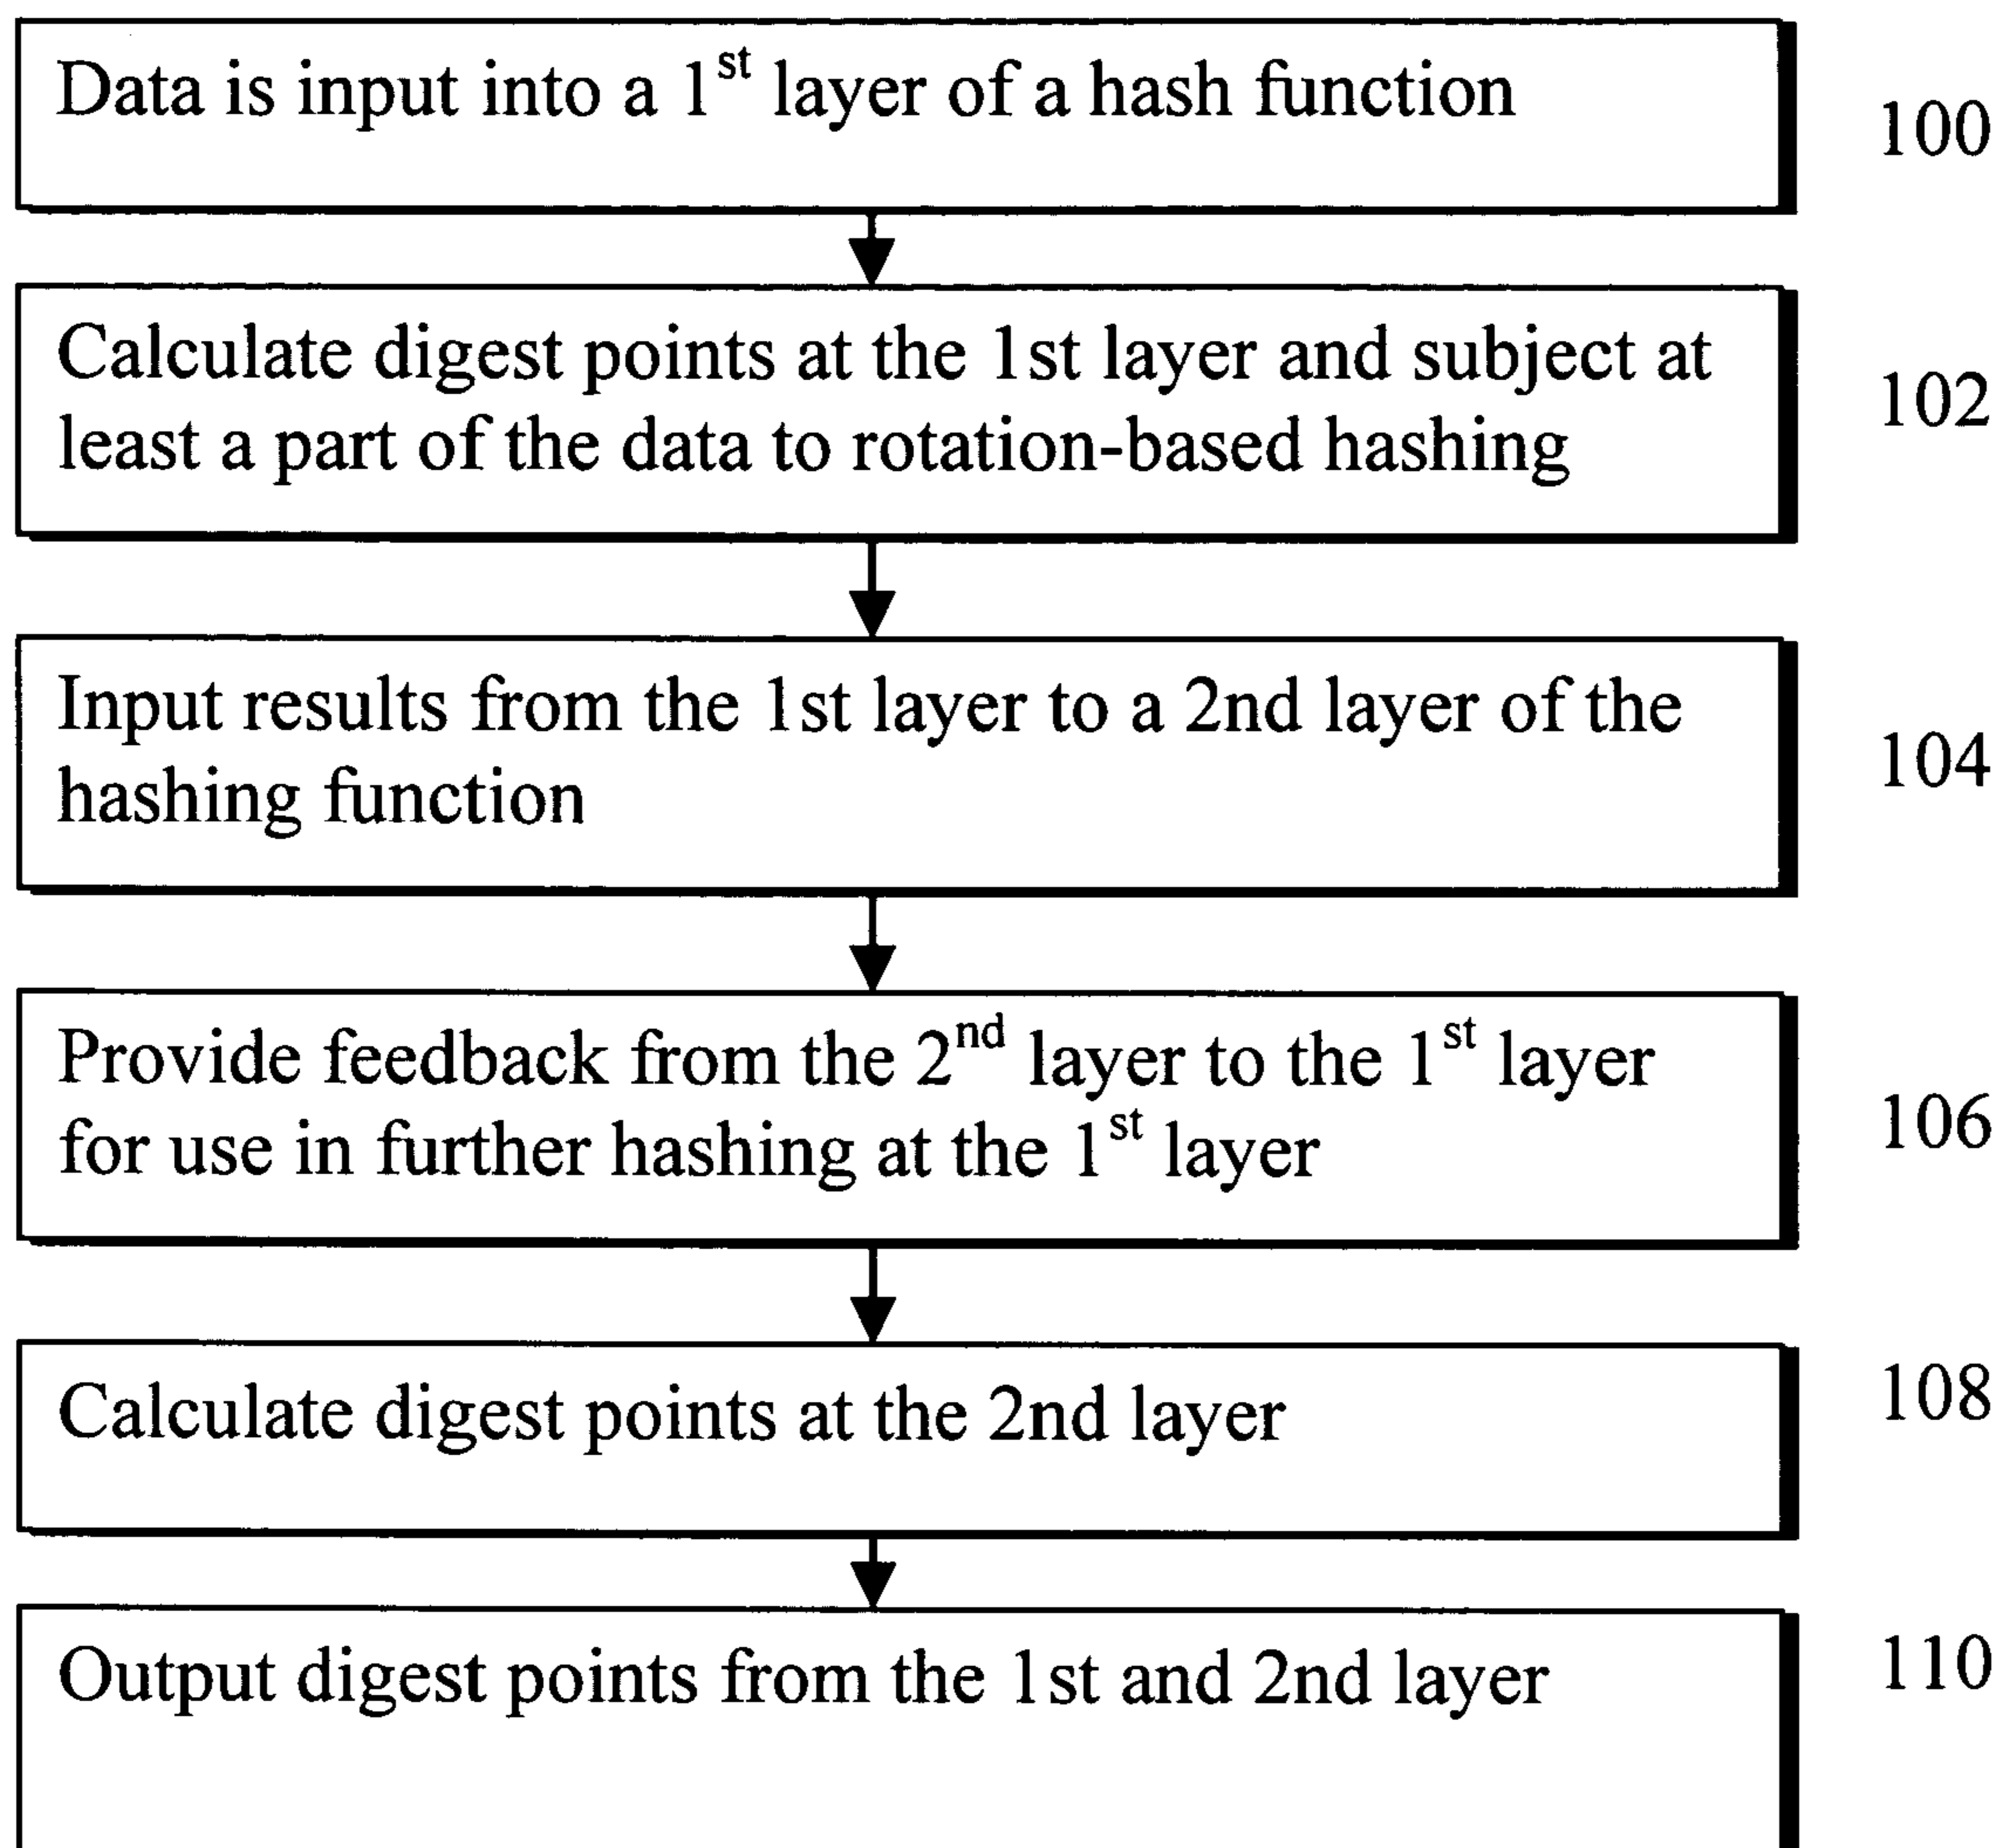 Data is input into a 1st layer of a hash function
100
Calculate digest points at the 1st layer and subject at
least a part of the data to rotation-based hashing
102
Input results from the 1st layer to a 2nd layer of the
hashing function
104
Provide feedback from the 2nd layer to the 1st layer
for use in further hashing at the 1st layer
106
Calculate digest points at the 2nd layer
108
Output digest points from the 1st and 2nd layer
110